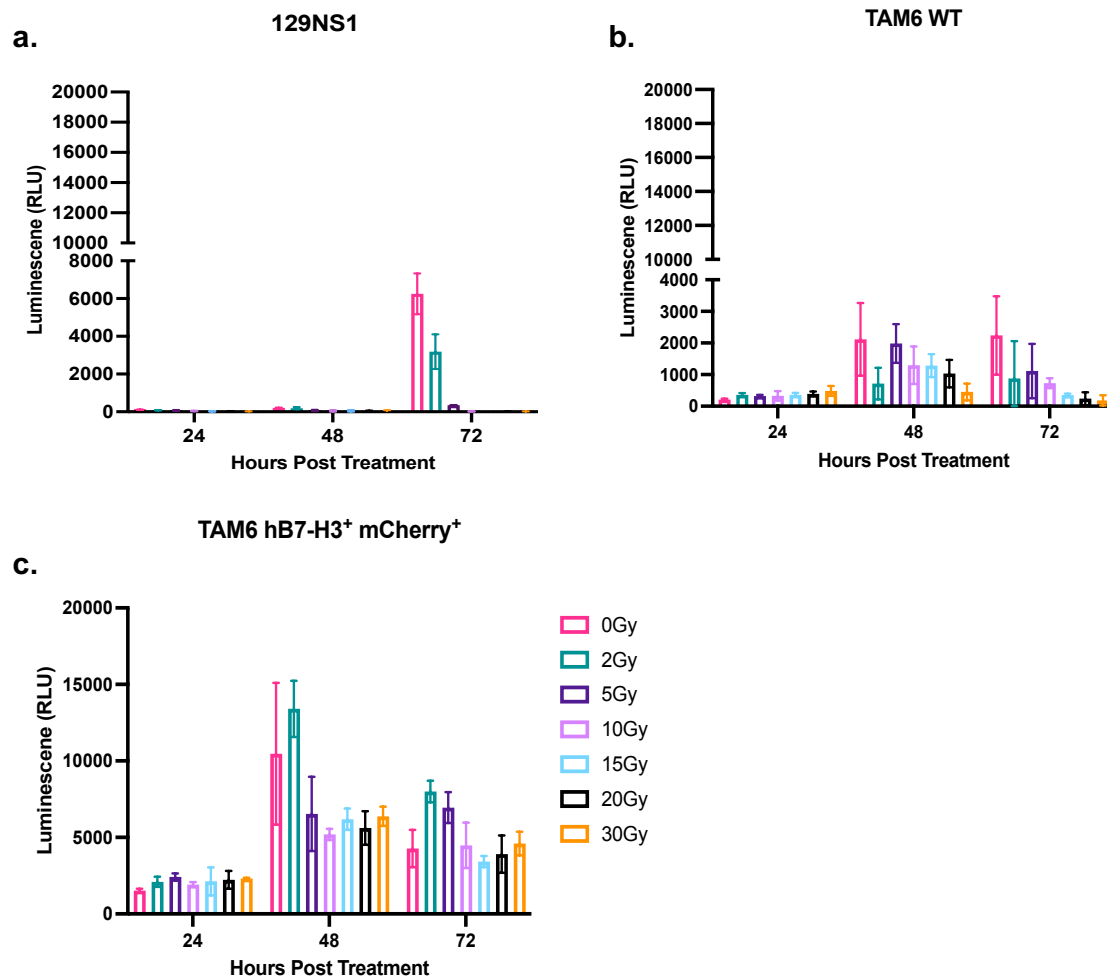 129NS1
a.
20000
18000
16000
14000
12000
10000
8000
6000
4000
2000
0
Luminescene (RLU)
24
48
72
Hours Post Treatment
TAM6 WT
b.
20000
18000
16000
14000
12000
10000
4000
3000
2000
1000
0
Luminescene (RLU)
24
48
72
Hours Post Treatment
TAM6 hB7-H3⁺ mCherry⁺
c.
20000
15000
10000
5000
0
Luminescene (RLU)
24
48
72
Hours Post Treatment
0Gy
2Gy
5Gy
10Gy
15Gy
20Gy
30Gy